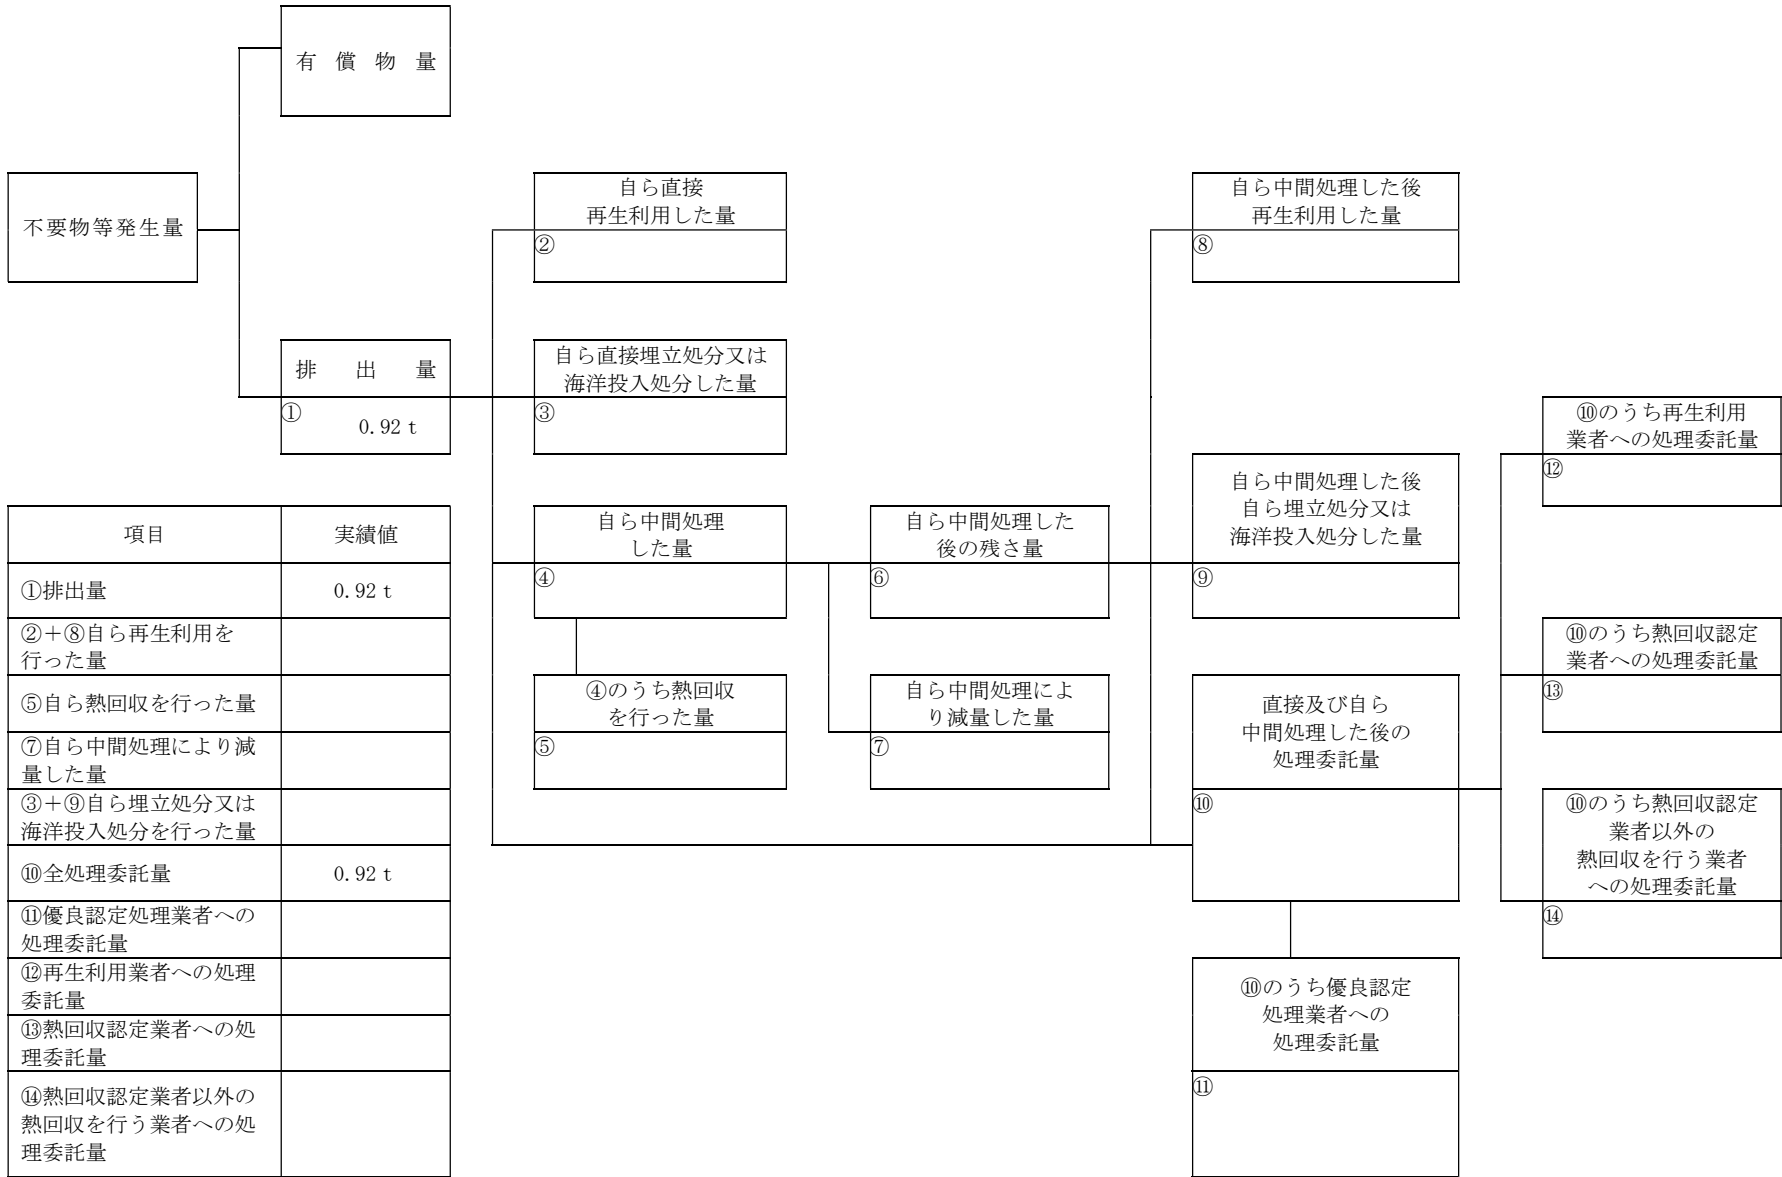 有償物量
不要物等発生量
自ら直接
再生利用した量
②
自ら中間処理した後
再生利用した量
⑧
排出量
①
0.92 t
自ら直接埋立処分又は
海洋投入処分した量
③
⑩のうち再生利用
業者への処理委託量
⑫
自ら中間処理した後
自ら埋立処分又は
海洋投入処分した量
⑨
自ら中間処理
した量
④
自ら中間処理した
後の残さ量
⑥
⑩のうち熱回収認定
業者への処理委託量
⑬
④のうち熱回収
を行った量
⑤
自ら中間処理によ
り減量した量
⑦
直接及び自ら
中間処理した後の
処理委託量
⑩
⑩のうち熱回収認定
業者以外の
熱回収を行う業者
への処理委託量
⑭
⑩のうち優良認定
処理業者への
処理委託量
⑪
項目 実績値
①排出量 0.92 t
②＋⑧自ら再生利用を
行った量
⑤自ら熱回収を行った量
⑦自ら中間処理により減
量した量
③＋⑨自ら埋立処分又は
海洋投入処分を行った量
⑩全処理委託量 0.92 t
⑪優良認定処理業者への
処理委託量
⑫再生利用業者への処理
委託量
⑬熱回収認定業者への処
理委託量
⑭熱回収認定業者以外の
熱回収を行う業者への処
理委託量